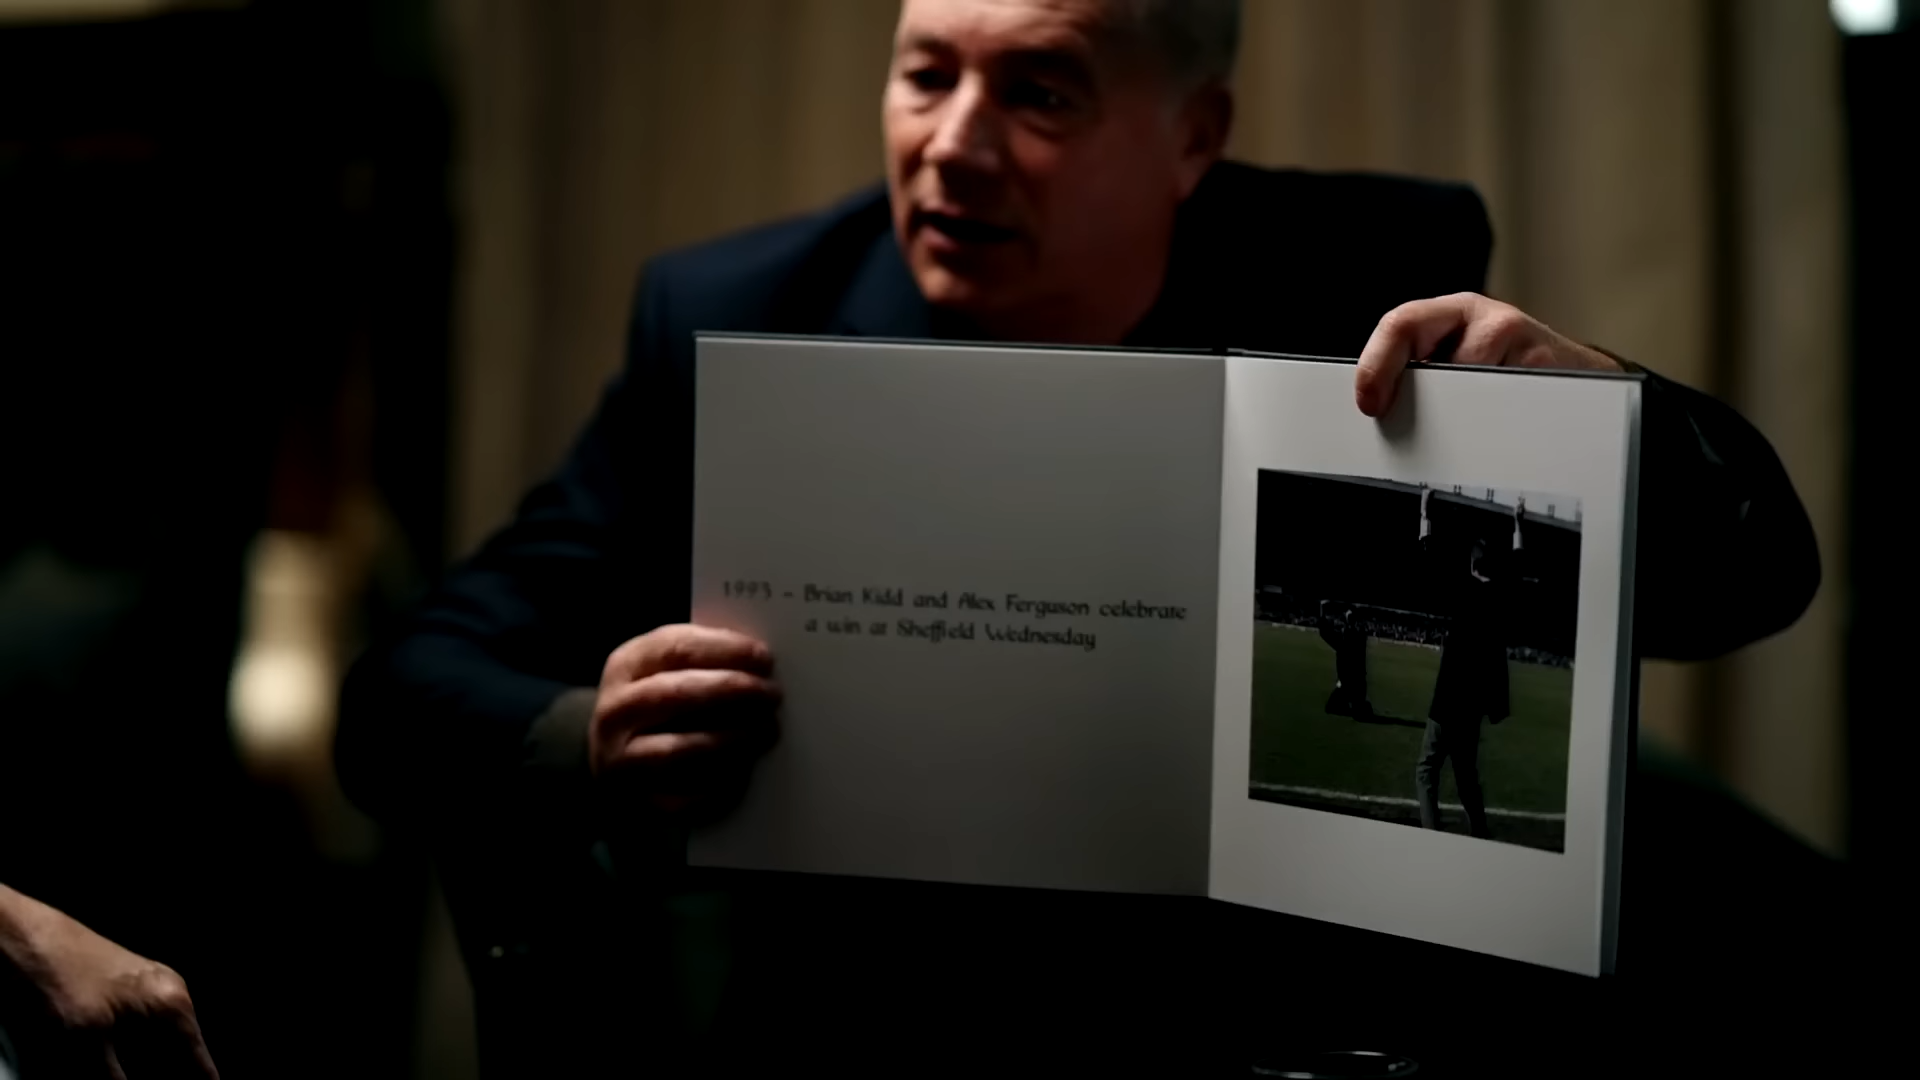 1993 - Brian Kidd and Alex Ferguson celebrate
a win at Sheffield Wednesday